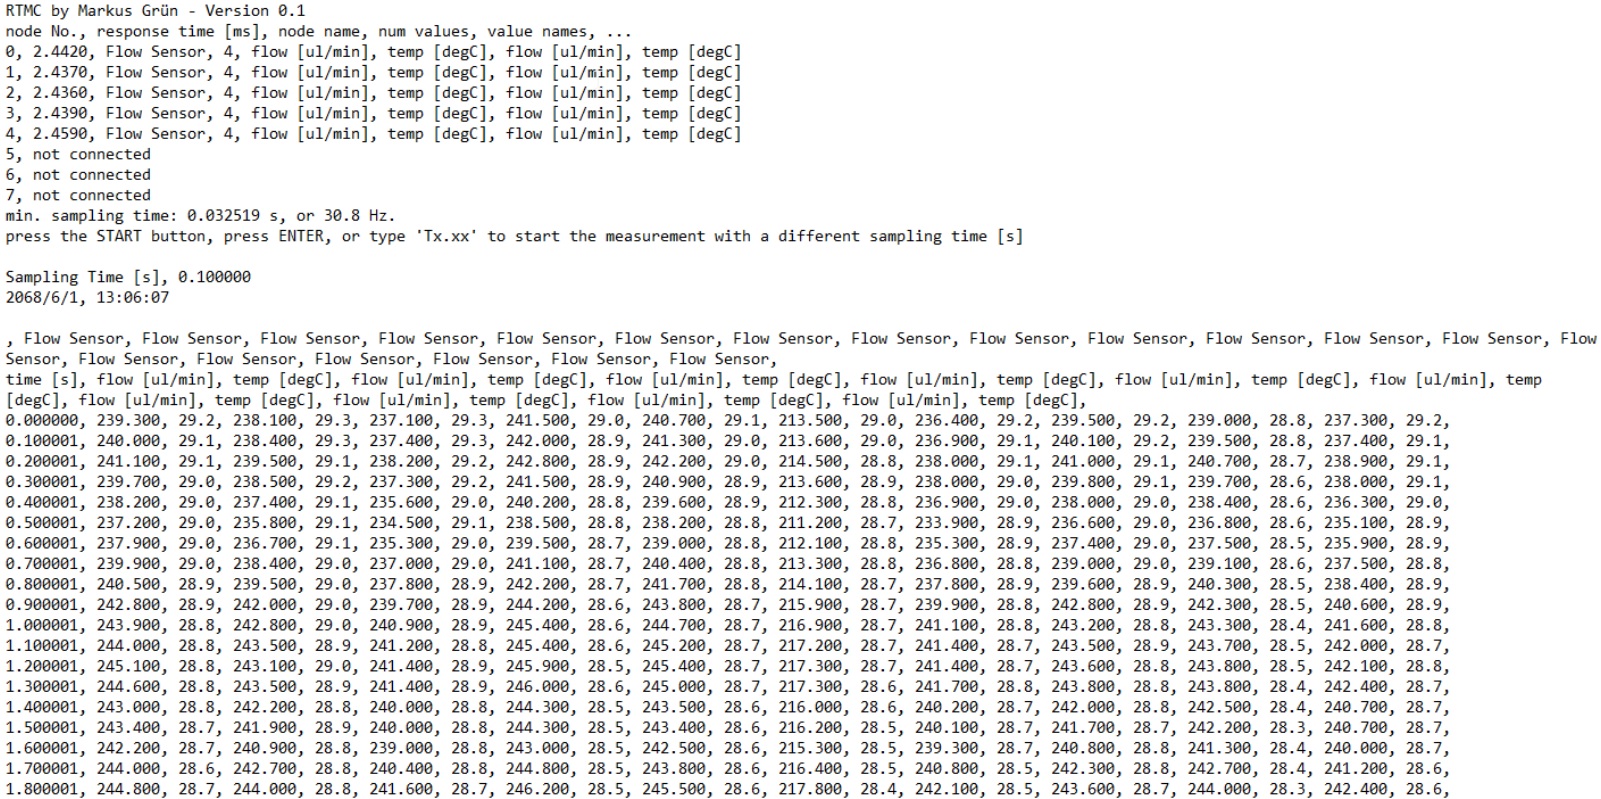 RTMC by Markus Grün - Version 0.1
node No., response time [ms], node name, num values, value names, ...
0, 2.4420, Flow Sensor, 4, flow [ul/min], temp [degC], flow [ul/min], temp [degC]
1, 2.4370, Flow Sensor, 4, flow [ul/min], temp [degC], flow [ul/min], temp [degC]
2, 2.4360, Flow Sensor, 4, flow [ul/min], temp [degC], flow [ul/min], temp [degC]
3, 2.4390, Flow Sensor, 4, flow [ul/min], temp [degC], flow [ul/min], temp [degC]
4, 2.4590, Flow Sensor, 4, flow [ul/min], temp [degC], flow [ul/min], temp [degC]
5, not connected
6, not connected
7, not connected
min. sampling time: 0.032519 s, or 30.8 Hz.
press the START button, press ENTER, or type 'Tx.xx' to start the measurement with a different sampling time [s]

Sampling Time [s], 0.100000
2068/6/1, 13:06:07

, Flow Sensor, Flow Sensor, Flow Sensor, Flow Sensor, Flow Sensor, Flow Sensor, Flow Sensor, Flow Sensor, Flow Sensor, Flow Sensor, Flow Sensor, Flow Sensor, Flow Sensor, Flow
Sensor, Flow Sensor, Flow Sensor, Flow Sensor, Flow Sensor, Flow Sensor, Flow Sensor,
time [s], flow [ul/min], temp [degC], flow [ul/min], temp [degC], flow [ul/min], temp [degC], flow [ul/min], temp [degC], flow [ul/min], temp [degC], flow [ul/min], temp
[degC], flow [ul/min], temp [degC], flow [ul/min], temp [degC], flow [ul/min], temp [degC], flow [ul/min], temp [degC],
0.000000, 239.300, 29.2, 238.100, 29.3, 237.100, 29.3, 241.500, 29.0, 240.700, 29.1, 213.500, 29.0, 236.400, 29.2, 239.500, 29.2, 239.000, 28.8, 237.300, 29.2,
0.100001, 240.000, 29.1, 238.400, 29.3, 237.400, 29.3, 242.000, 28.9, 241.300, 29.0, 213.600, 29.0, 236.900, 29.1, 240.100, 29.2, 239.500, 28.8, 237.400, 29.1,
0.200001, 241.100, 29.1, 239.500, 29.1, 238.200, 29.2, 242.800, 28.9, 242.200, 29.0, 214.500, 28.8, 238.000, 29.1, 241.000, 29.1, 240.700, 28.7, 238.900, 29.1,
0.300001, 239.700, 29.0, 238.500, 29.2, 237.300, 29.2, 241.500, 28.9, 240.900, 28.9, 213.600, 28.9, 238.000, 29.0, 239.800, 29.1, 239.700, 28.6, 238.000, 29.1,
0.400001, 238.200, 29.0, 237.400, 29.1, 235.600, 29.0, 240.200, 28.8, 239.600, 28.9, 212.300, 28.8, 236.900, 29.0, 238.000, 29.1, 238.400, 28.6, 236.300, 29.0,
0.500001, 237.200, 29.0, 235.800, 29.1, 234.500, 29.1, 238.500, 28.8, 238.200, 28.8, 211.200, 28.7, 233.900, 28.9, 236.600, 29.0, 236.800, 28.6, 235.100, 28.9,
0.600001, 237.900, 29.0, 236.700, 29.1, 235.300, 29.0, 239.500, 28.7, 239.000, 28.8, 212.100, 28.8, 235.300, 28.9, 237.400, 29.0, 237.500, 28.5, 235.900, 28.9,
0.700001, 239.900, 29.0, 238.400, 29.0, 237.000, 29.0, 241.100, 28.7, 240.400, 28.8, 213.300, 28.8, 236.800, 28.8, 239.000, 29.0, 239.100, 28.6, 237.500, 28.8,
0.800001, 240.500, 28.9, 239.500, 29.0, 237.800, 28.9, 242.200, 28.7, 241.700, 28.8, 214.100, 28.7, 237.800, 28.9, 239.600, 28.9, 240.300, 28.5, 238.400, 28.9,
0.900001, 242.800, 28.9, 242.000, 29.0, 239.700, 28.9, 244.200, 28.6, 243.800, 28.7, 215.900, 28.7, 239.900, 28.8, 242.800, 28.9, 242.300, 28.5, 240.600, 28.9,
1.000001, 243.900, 28.8, 242.800, 29.0, 240.900, 28.9, 245.400, 28.6, 244.700, 28.7, 216.900, 28.7, 241.100, 28.8, 243.200, 28.8, 243.300, 28.4, 241.600, 28.8,
1.100001, 244.000, 28.8, 243.500, 28.9, 241.200, 28.8, 245.400, 28.6, 245.200, 28.7, 217.200, 28.7, 241.400, 28.7, 243.500, 28.9, 243.700, 28.5, 242.000, 28.7,
1.200001, 245.100, 28.8, 243.100, 29.0, 241.400, 28.9, 245.900, 28.5, 245.400, 28.7, 217.300, 28.7, 241.400, 28.7, 243.600, 28.8, 243.800, 28.5, 242.100, 28.8,
1.300001, 244.600, 28.8, 243.500, 28.9, 241.400, 28.9, 246.000, 28.6, 245.000, 28.7, 217.300, 28.6, 241.700, 28.8, 243.800, 28.8, 243.800, 28.4, 242.400, 28.7,
1.400001, 243.000, 28.8, 242.200, 28.8, 240.000, 28.8, 244.300, 28.5, 243.500, 28.6, 216.000, 28.6, 240.200, 28.7, 242.000, 28.8, 242.500, 28.4, 240.700, 28.7,
1.500001, 243.400, 28.7, 241.900, 28.9, 240.000, 28.8, 244.300, 28.5, 243.400, 28.6, 216.200, 28.5, 240.100, 28.7, 241.700, 28.7, 242.200, 28.3, 240.700, 28.7,
1.600001, 242.200, 28.7, 240.900, 28.8, 239.000, 28.8, 243.000, 28.5, 242.500, 28.6, 215.300, 28.5, 239.300, 28.7, 240.800, 28.8, 241.300, 28.4, 240.000, 28.7,
1.700001, 244.000, 28.6, 242.700, 28.8, 240.400, 28.8, 244.800, 28.5, 243.800, 28.6, 216.400, 28.5, 240.800, 28.5, 242.300, 28.8, 242.700, 28.4, 241.200, 28.6,
1.800001, 244.800, 28.7, 244.000, 28.8, 241.600, 28.7, 246.200, 28.5, 245.500, 28.6, 217.800, 28.4, 242.100, 28.5, 243.600, 28.7, 244.000, 28.3, 242.400, 28.6,